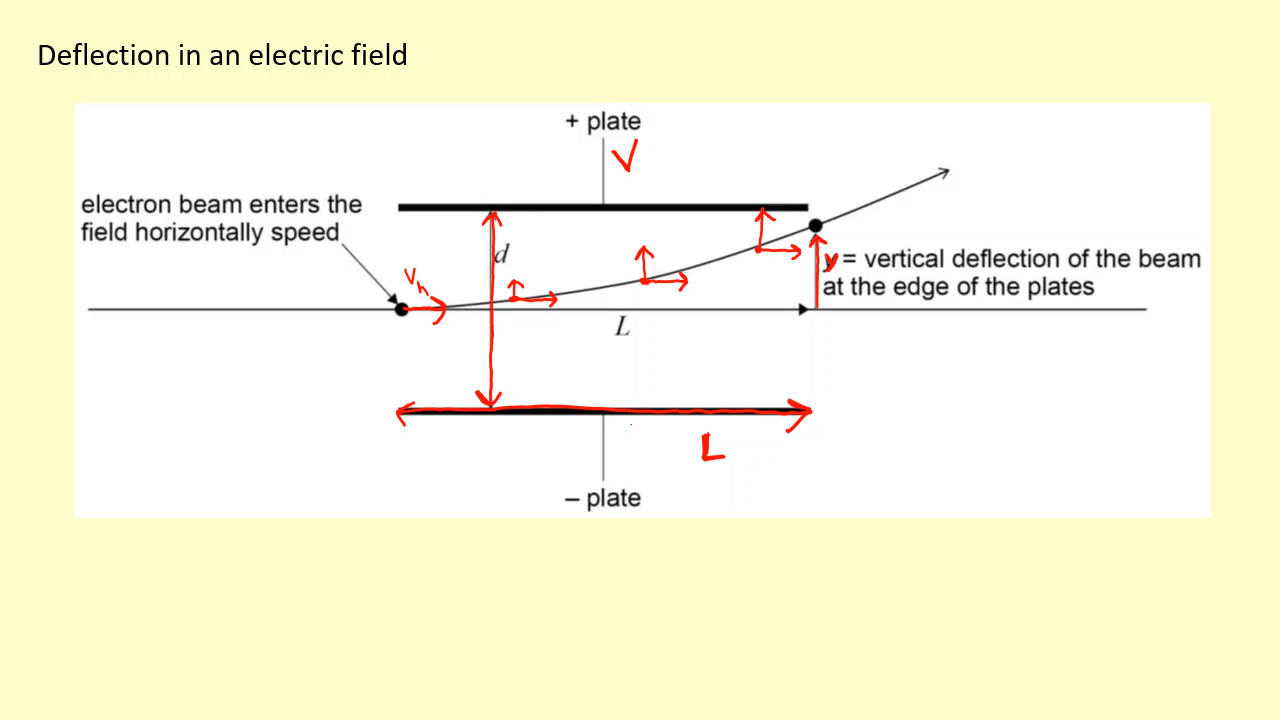 Deflection in an electric field
+ plate
V
electron beam enters the
field horizontally speed
d
v_h
y = vertical deflection of the beam
at the edge of the plates
L
L
– plate